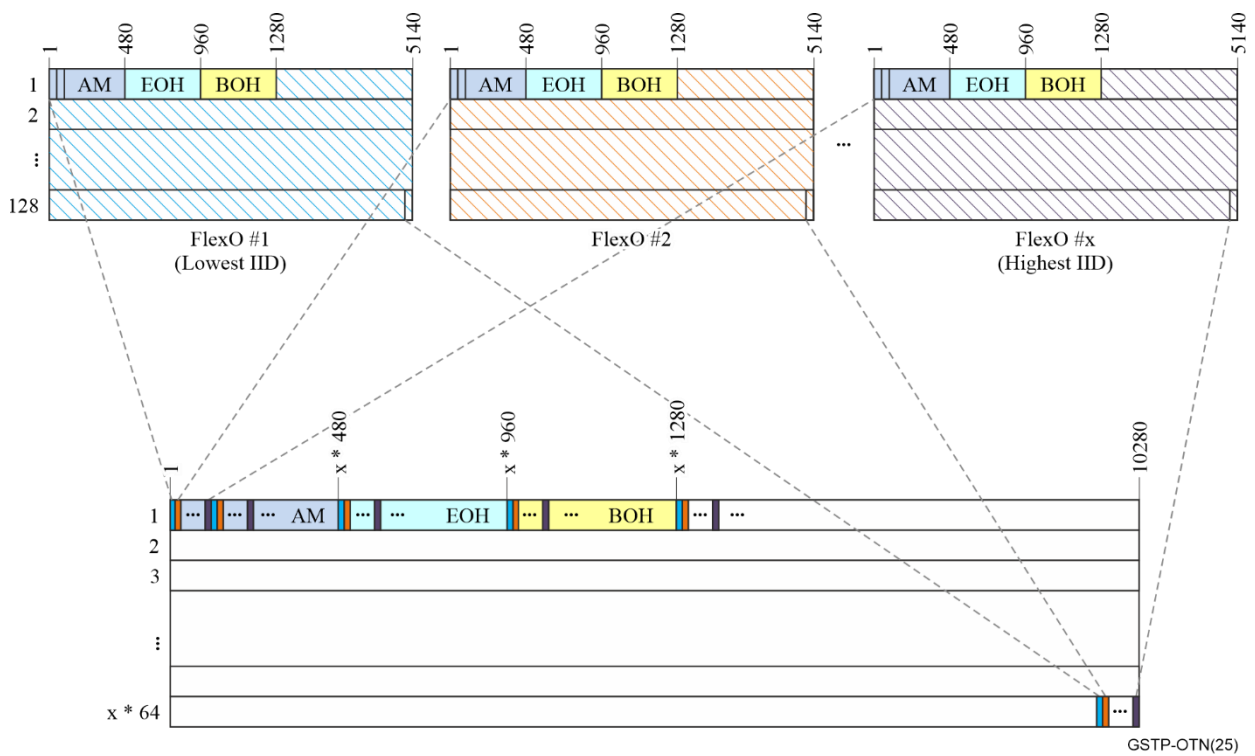 1 480 960 1280 5140 1 480 960 1280 5140 1 480 960 1280 5140
1 AM EOH BOH AM EOH BOH AM EOH BOH
2
... ...
128
FlexO #1 FlexO #2 FlexO #x
(Lowest IID) (Highest IID)
1 x * 480 x * 960 x * 1280 10280
1 ... ... ... AM ... ... EOH ... ... BOH ... ...
2
3
...
x * 64 ...
GSTP-OTN(25)